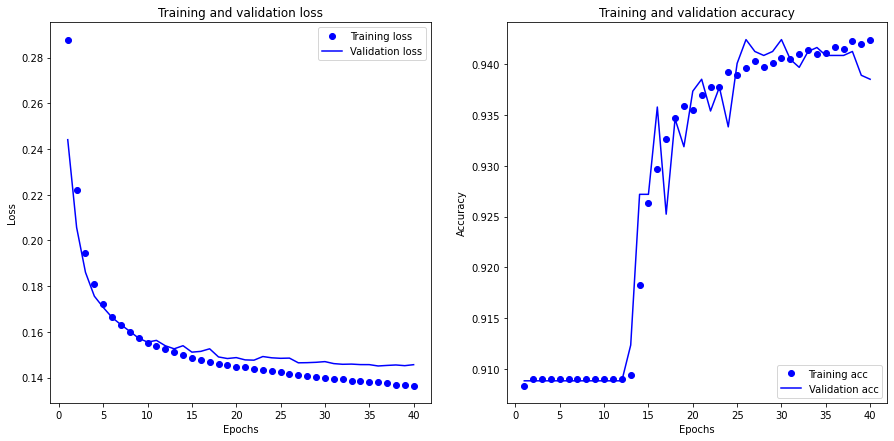 Training and validation loss
Training loss
Validation loss
0.28
0.26
0.24
0.22
0.20
0.18
0.16
0.14
Loss
0 5 10 15 20 25 30 35 40
Epochs
Training and validation accuracy
0.940
0.935
0.930
0.925
0.920
0.915
0.910
Accuracy
Training acc
Validation acc
0 5 10 15 20 25 30 35 40
Epochs